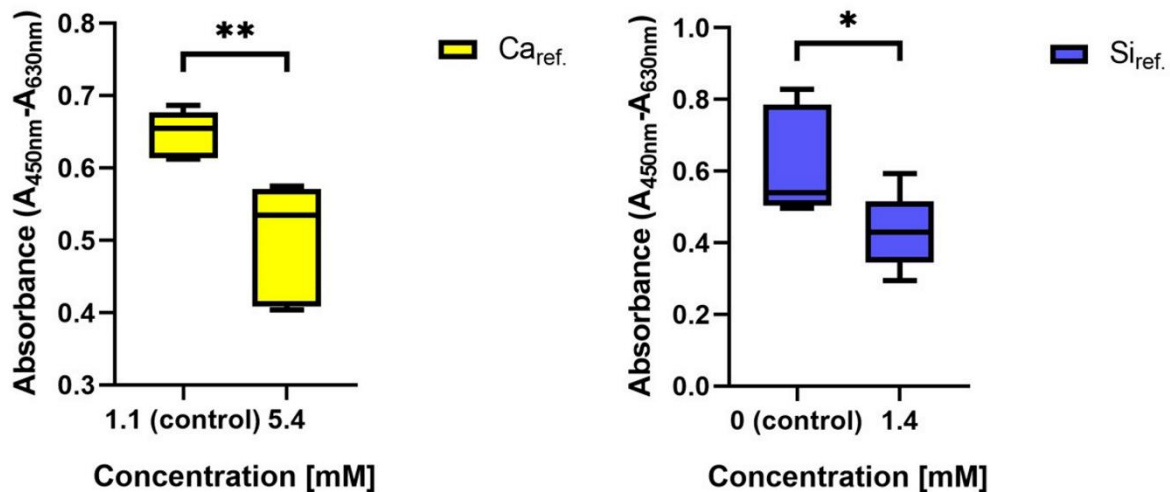 Absorbance (A450nm-A630nm)
0.8
0.7
0.6
0.5
0.4
0.3
**
Caref.
1.1 (control) 5.4
Concentration [mM]
Absorbance (A450nm-A630nm)
1.0
0.8
0.6
0.4
0.2
0.0
*
Siref.
0 (control) 1.4
Concentration [mM]